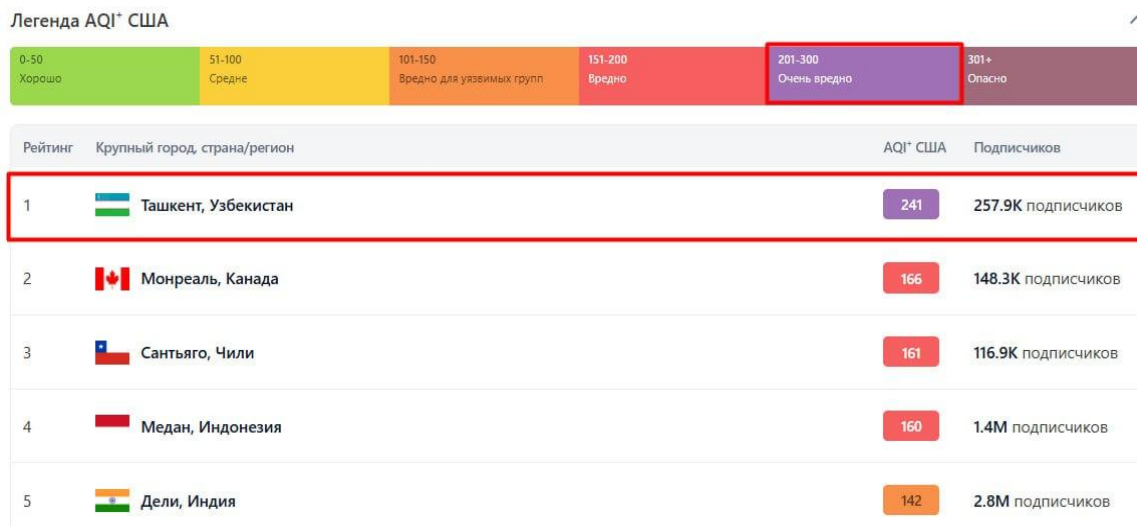 Легенда AQI⁺ США
0-50 51-100 101-150 151-200 201-300 301+
Хорошо Средне Вредно для уязвимых групп Вредно Очень вредно Опасно
Рейтинг Крупный город, страна/регион AQI⁺ США Подписчиков
1 Ташкент, Узбекистан 241 257.9K подписчиков
2 Монреаль, Канада 166 148.3K подписчиков
3 Сантьяго, Чили 161 116.9K подписчиков
4 Медан, Индонезия 160 1.4M подписчиков
5 Дели, Индия 142 2.8M подписчиков